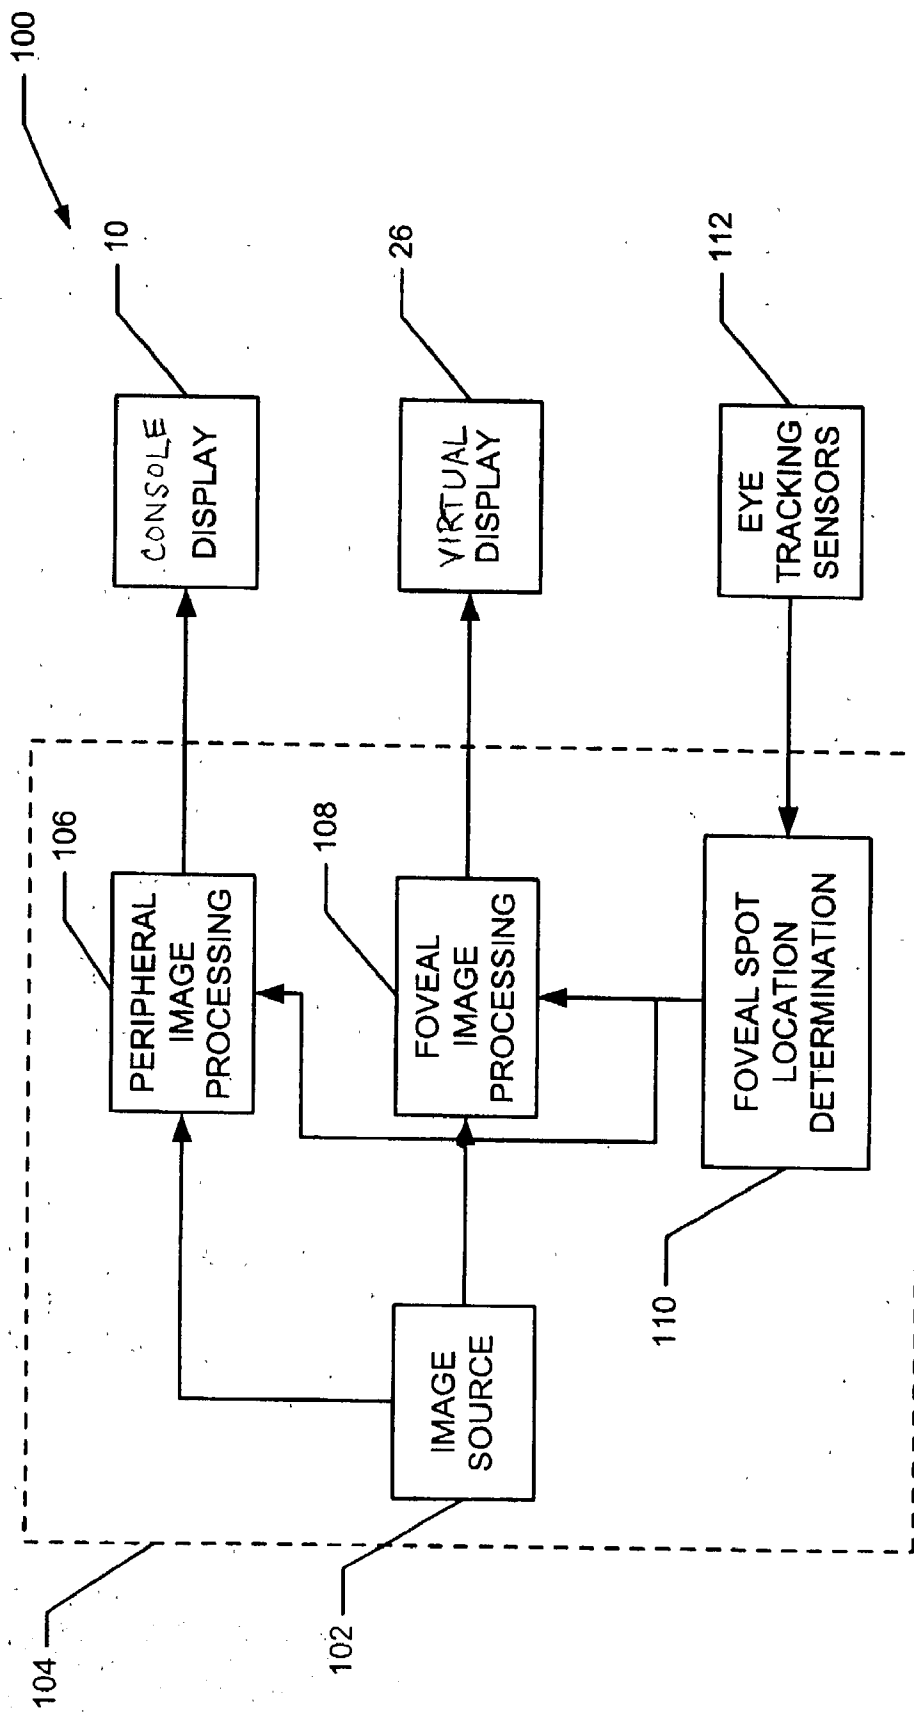 100
10
CONSOLE
DISPLAY
26
VIRTUAL
DISPLAY
112
EYE
TRACKING
SENSORS
106
PERIPHERAL
IMAGE
PROCESSING
108
FOVEAL
IMAGE
PROCESSING
FOVEAL SPOT
LOCATION
DETERMINATION
110
IMAGE
SOURCE
102
104